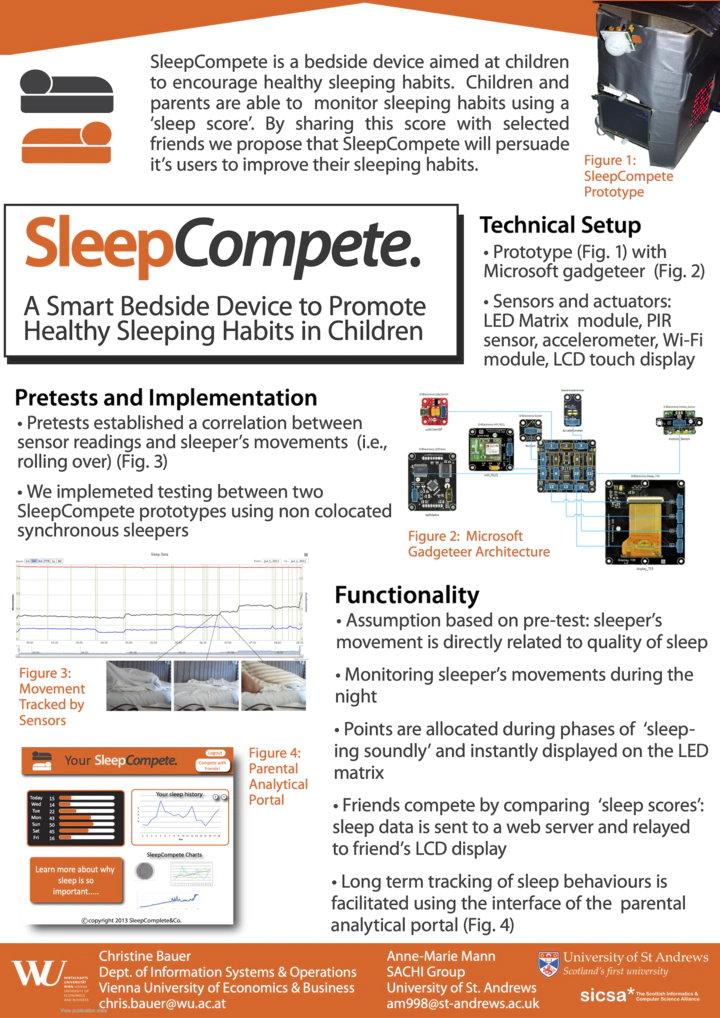 SleepCompete is a bedside device aimed at children
to encourage healthy sleeping habits. Children and
parents are able to monitor sleeping habits using a
‘sleep score’. By sharing this score with selected
friends we propose that SleepCompete will persuade
it’s users to improve their sleeping habits.
Figure 1:
SleepCompete
Prototype
SleepCompete.
A Smart Bedside Device to Promote
Healthy Sleeping Habits in Children
Technical Setup
• Prototype (Fig. 1) with
Microsoft gadgeteer (Fig. 2)
• Sensors and actuators:
LED Matrix module, PIR
sensor, accelerometer, Wi-Fi
module, LCD touch display
Pretests and Implementation
• Pretests established a correlation between
sensor readings and sleeper’s movements (i.e.,
rolling over) (Fig. 3)
• We implemeted testing between two
SleepCompete prototypes using non colocated
synchronous sleepers
Figure 2: Microsoft
Gadgeteer Architecture
Sleep Data
Figure 3:
Movement
Tracked by
Sensors
Functionality
• Assumption based on pre-test: sleeper’s
movement is directly related to quality of sleep
• Monitoring sleeper’s movements during the
night
• Points are allocated during phases of ‘sleep-
ing soundly’ and instantly displayed on the LED
matrix
• Friends compete by comparing ‘sleep scores’:
sleep data is sent to a web server and relayed
to friend’s LCD display
• Long term tracking of sleep behaviours is
facilitated using the interface of the parental
analytical portal (Fig. 4)
Your SleepCompete.
Logout
Compete with
friends!
Today 15
Wed 14
Tue 22
Mon 63
Sun 50
Sat 45
Fri 16
Your sleep history
SleepCompete Charts
Learn more about why
sleep is so
important.....
©copyright 2013 SleepComplete&Co.
Figure 4:
Parental
Analytical
Portal
WU
WIRTSCHAFTS
UNIVERSITÄT
WIEN VIENNA
UNIVERSITY OF
ECONOMICS
AND BUSINESS
Christine Bauer
Dept. of Information Systems & Operations
Vienna University of Economics & Business
chris.bauer@wu.ac.at
Anne-Marie Mann
SACHI Group
University of St. Andrews
am998@st-andrews.ac.uk
University of St Andrews
Scotland's first university
sicsa* The Scottish Informatics &
Computer Science Alliance
View publication stats